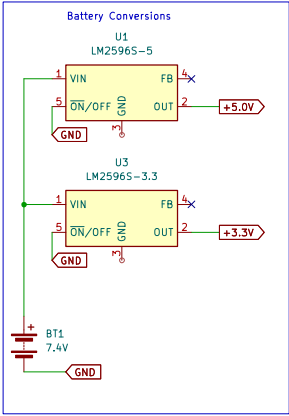 Battery Conversions
U1
LM2596S-5
1 VIN FB 4
5 ON/OFF GND OUT 2 +5.0V
3
GND
U3
LM2596S-3.3
1 VIN FB 4
5 ON/OFF GND OUT 2 +3.3V
3
GND
+ BT1
7.4V
GND